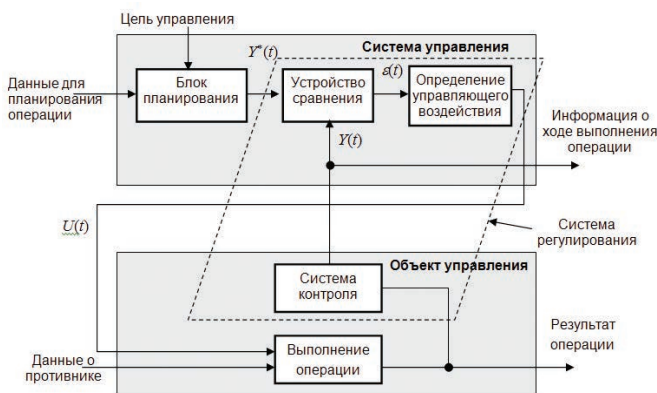 Цель управления
Система управления
Y*(t)
Данные для
планирования
операции
Блок
планирования
Устройство
сравнения
ε(t)
Определение
управляющего
воздействия
Y(t)
Информация о
ходе выполнения
операции
U(t)
Система
регулирования
Объект управления
Система
контроля
Результат
операции
Данные о
противнике
Выполнение
операции